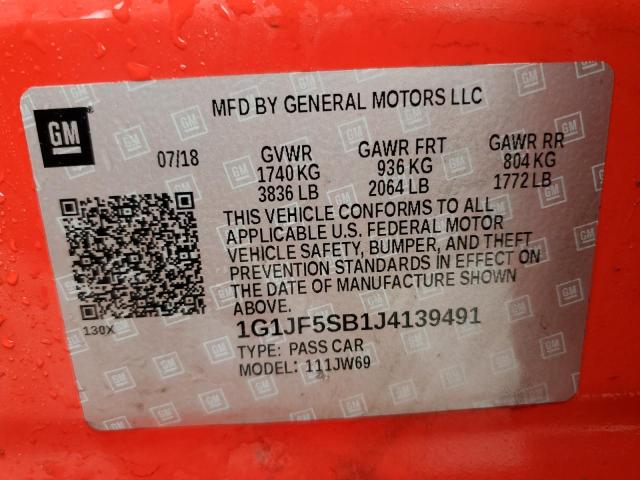 MFD BY GENERAL MOTORS LLC
GM
07/18 GVWR GAWR FRT GAWR RR
1740 KG 936 KG 804 KG
3836 LB 2064 LB 1772 LB
THIS VEHICLE CONFORMS TO ALL
APPLICABLE U.S. FEDERAL MOTOR
VEHICLE SAFETY, BUMPER, AND THEFT
PREVENTION STANDARDS IN EFFECT ON
THE DATE OF MANUFACTURE SHOWN
ABOVE.
130X
1G1JF5SB1J4139491
TYPE: PASS CAR
MODEL: 111JW69